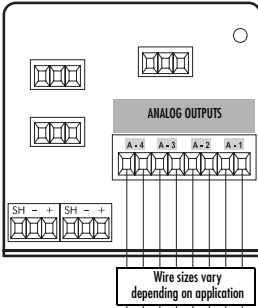 ANALOG OUTPUTS
A - 4 A - 3 A - 2 A - 1
SH - + SH - +
Wire sizes vary
depending on application